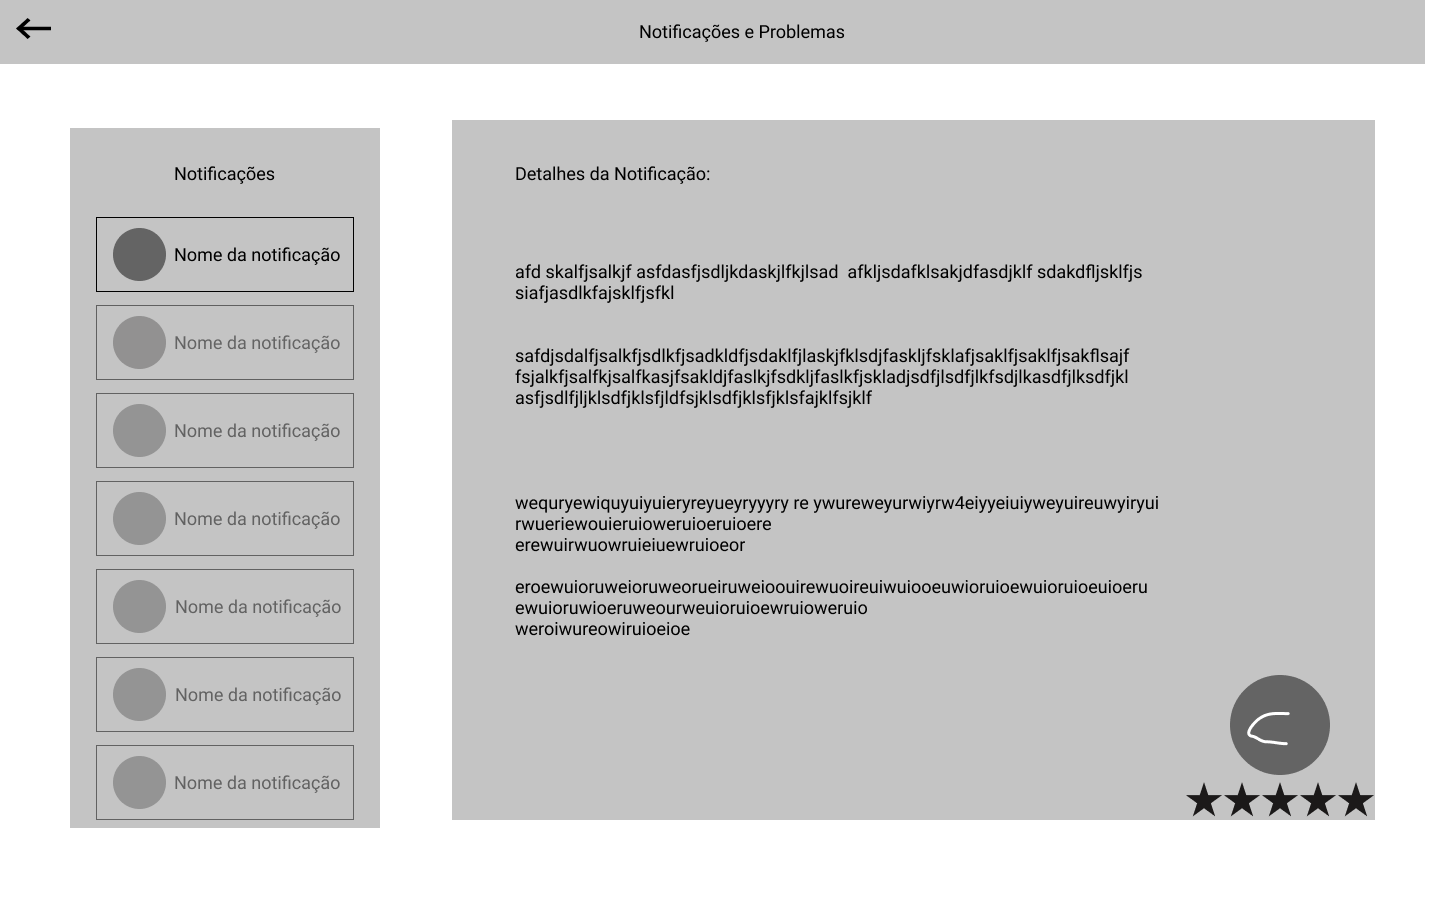 Notificações e Problemas
Notificações
Nome da notificação
Nome da notificação
Nome da notificação
Nome da notificação
Nome da notificação
Nome da notificação
Nome da notificação
Detalhes da Notificação:
afd skalfjsalkjf asfdasfjsdljkdaskjlfkjlsad  afkljsdafklsakjdfasdjklf sdakdfljsklfjs
siafjasdlkfajsklfjsfkl
safdjsdalfjsalkfjsdlkfjsadkldfjsdaklfjlaskjfklsdjfaskljfsklafjsaklfjsaklfjsakflsajf
fsjalkfjsalfkjsalfkasjfsakldjfaslkjfsdkljfaslkfjskladjsdfjlsdfjlkfsdjlkasdfjlksdfjkl
asfjsdlfjljklsdfjklsfjldfsjklsdfjklsfjklsfajklfsjklf
wequryewiquyuiyuieryreyueyryyyry re ywureweyurwiyrw4eiyyeiuiyweyuireuwyiryui
rwueriewouieruioweruioeruioere
erewuirwuowruieiuewruioeor
eroewuioruweioruweorueiruweioouirewuoireuiwuiooeuwioruioewuioruioeuioeru
ewuioruwioeruweourweuioruioewruioweruio
weroiwureowiruioeioe